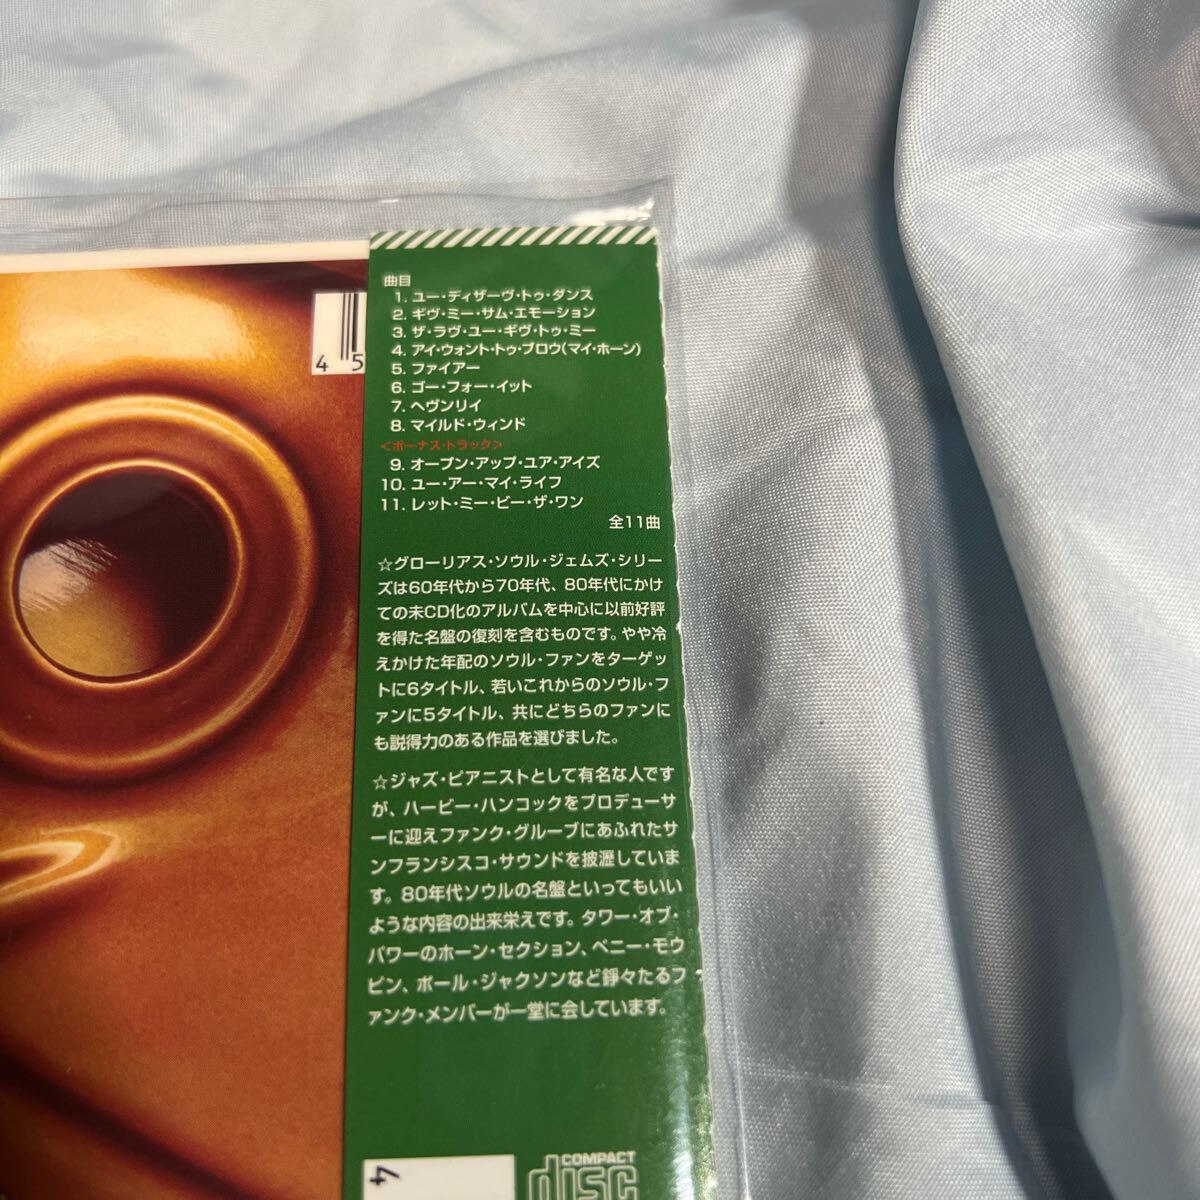 曲目
1. ユー・ディザーヴ・トゥ・ダンス
2. ギヴ・ミー・サム・エモーション
3. ザ・ラヴ・ユー・ギヴ・トゥ・ミー
4. アイ・ウォント・トゥ・ブロウ(マイ・ホーン)
5. ファイアー
6. ゴー・フォー・イット
7. ヘヴンリイ
8. マイルド・ウィンド
<ボーナス・トラック>
9. オープン・アップ・ユア・アイズ
10. ユー・アー・マイ・ライフ
11. レット・ミー・ビー・ザ・ワン
全11曲
☆グローリアス・ソウル・ジェムズ・シリー
ズは60年代から70年代、80年代にかけ
ての未CD化のアルバムを中心に以前好評
を得た名盤の復刻を含むものです。やや冷
えかけた年配のソウル・ファンをターゲッ
トに6タイトル、若いこれからのソウル・フ
ァンに5タイトル、共にどちらのファンに
も説得力のある作品を選びました。
☆ジャズ・ピアニストとして有名な人です
が、ハービー・ハンコックをプロデューサ
ーに迎えファンク・グルーブにあふれたサ
ンフランシスコ・サウンドを披瀝していま
す。80年代ソウルの名盤といってもいい
ような内容の出来栄えです。タワー・オブ・
パワーのホーン・セクション、ベニー・モウ
ピン、ポール・ジャクソンなど錚々たるフ
ァンク・メンバーが一堂に会しています。
45
4
COMPACT
disc